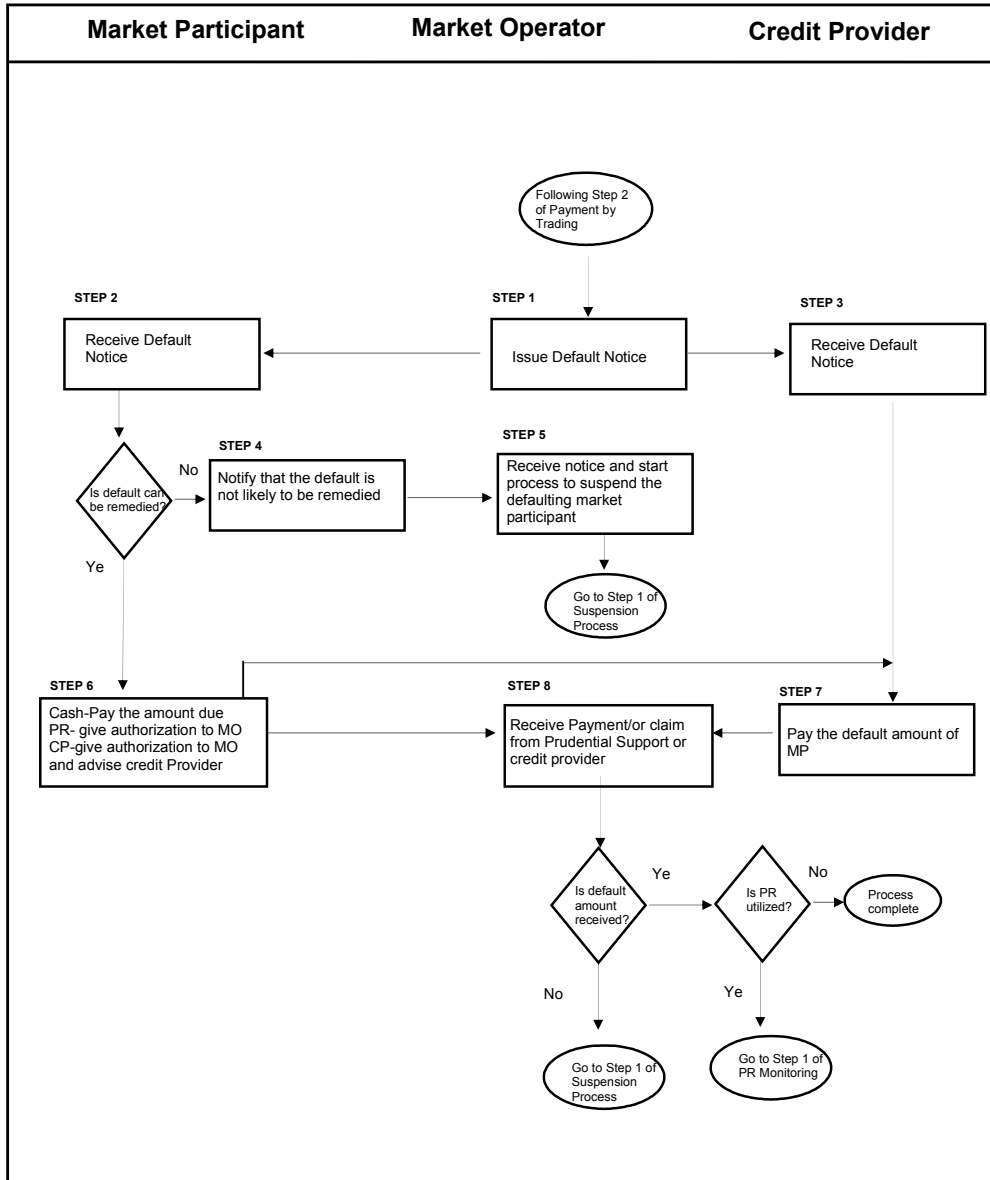 Market Participant
Market Operator
Credit Provider
Following Step 2
of Payment by
Trading
STEP 2
STEP 1
STEP 3
Receive Default
Notice
Issue Default Notice
Receive Default
Notice
STEP 4
STEP 5
Is default can
be remedied?
No
Notify that the default is
not likely to be remedied
Receive notice and start
process to suspend the
defaulting market
participant
Ye
Go to Step 1 of
Suspension
Process
STEP 6
STEP 8
STEP 7
Cash-Pay the amount due
PR- give authorization to MO
CP-give authorization to MO
and advise credit Provider
Receive Payment/or claim
from Prudential Support or
credit provider
Pay the default amount of
MP
Is default
amount
received?
Ye
Is PR
utilized?
No
Process
complete
No
Ye
Go to Step 1 of
Suspension
Process
Go to Step 1 of
PR Monitoring